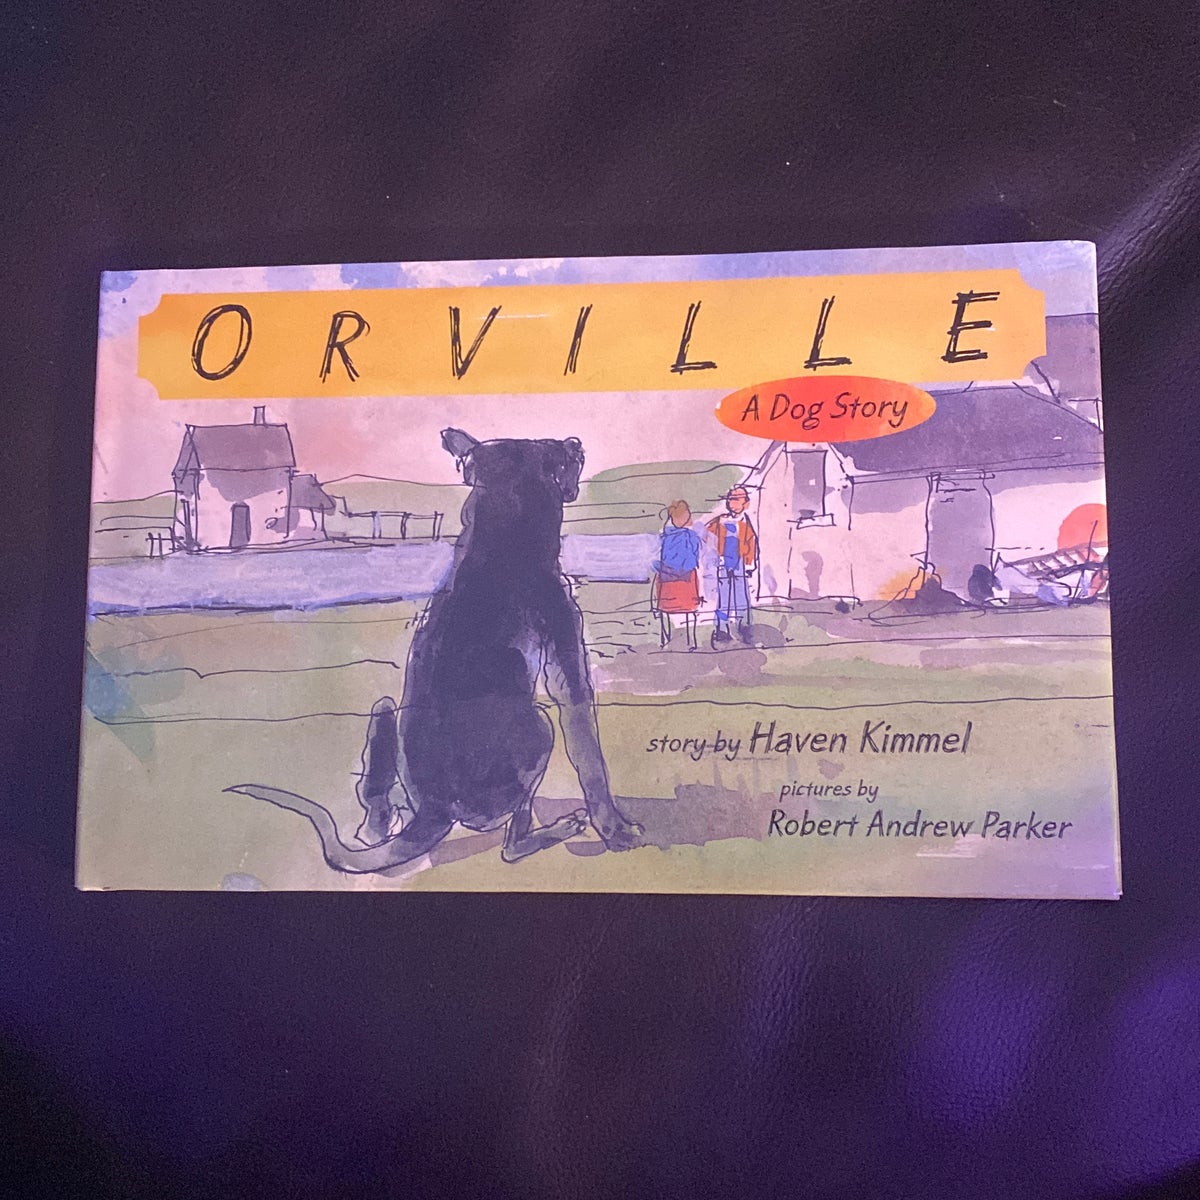 ORVILLE
A Dog Story
story by Haven Kimmel
pictures by
Robert Andrew Parker